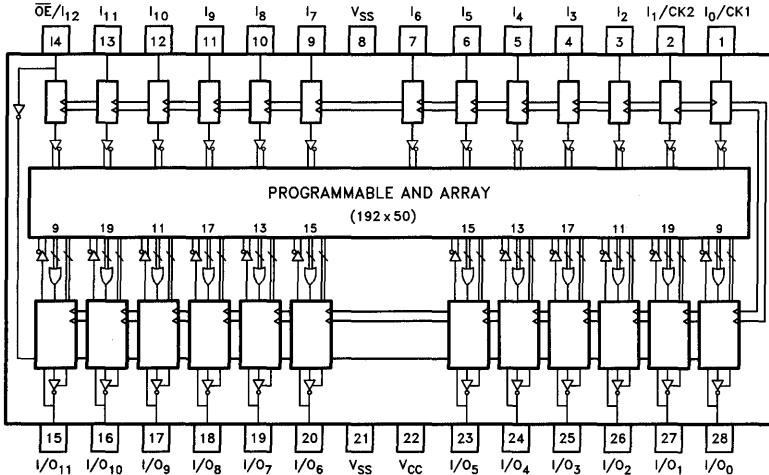 OE/I12 I11 I10 I9 I8 I7 VSS I6 I5 I4 I3 I2 I1/CK2 I0/CK1
14 13 12 11 10 9 8 7 6 5 4 3 2 1
PROGRAMMABLE AND ARRAY
(192 x 50)
9 19 11 17 13 15 15 13 17 11 19 9
15 16 17 18 19 20 21 22 23 24 25 26 27 28
I/O11 I/O10 I/O9 I/O8 I/O7 I/O6 VSS VCC I/O5 I/O4 I/O3 I/O2 I/O1 I/O0